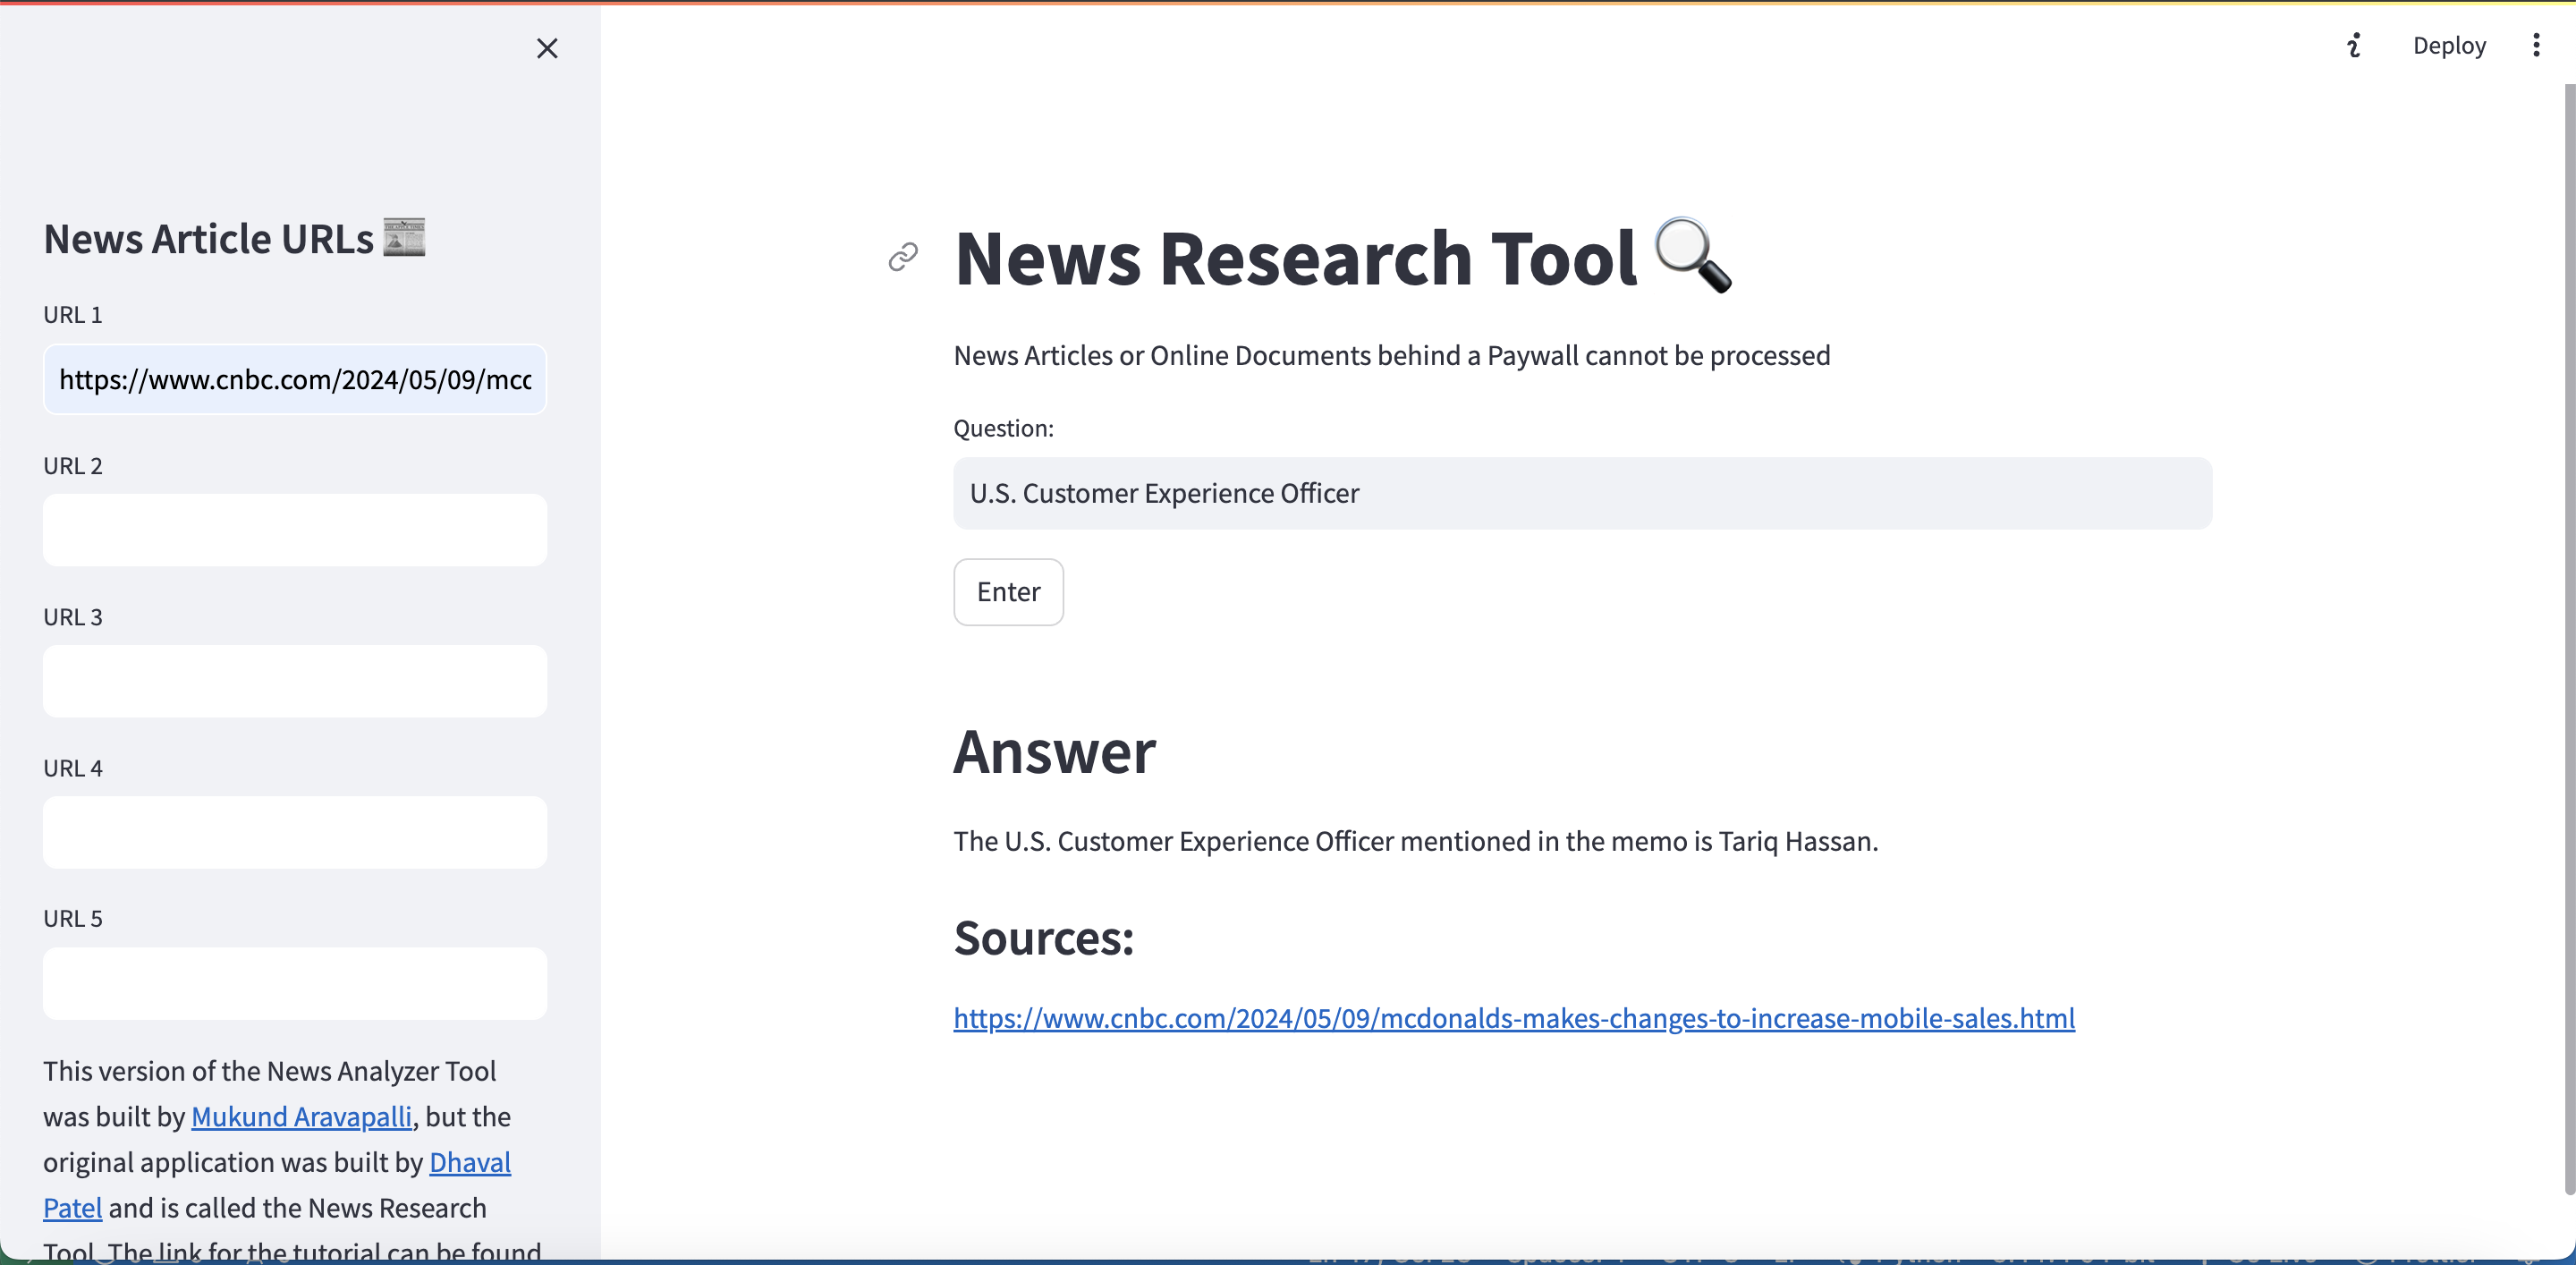 Deploy
News Article URLs
URL 1
https://www.cnbc.com/2024/05/09/mcc
URL 2
URL 3
URL 4
URL 5
This version of the News Analyzer Tool
was built by Mukund Aravapalli, but the
original application was built by Dhaval
Patel and is called the News Research
Tool. The link for the tutorial can be found
News Research Tool
News Articles or Online Documents behind a Paywall cannot be processed
Question:
U.S. Customer Experience Officer
Enter
Answer
The U.S. Customer Experience Officer mentioned in the memo is Tariq Hassan.
Sources:
https://www.cnbc.com/2024/05/09/mcdonalds-makes-changes-to-increase-mobile-sales.html